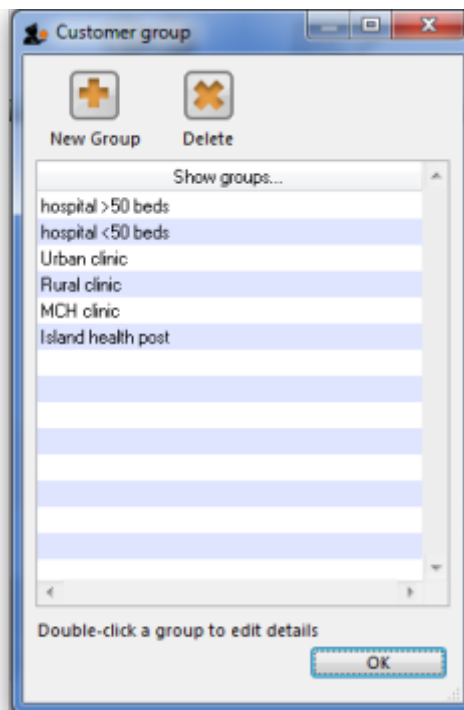 Customer group
New Group Delete
Show groups...
hospital >50 beds
hospital <50 beds
Urban clinic
Rural clinic
MCH clinic
Island health post
Double-click a group to edit details
OK